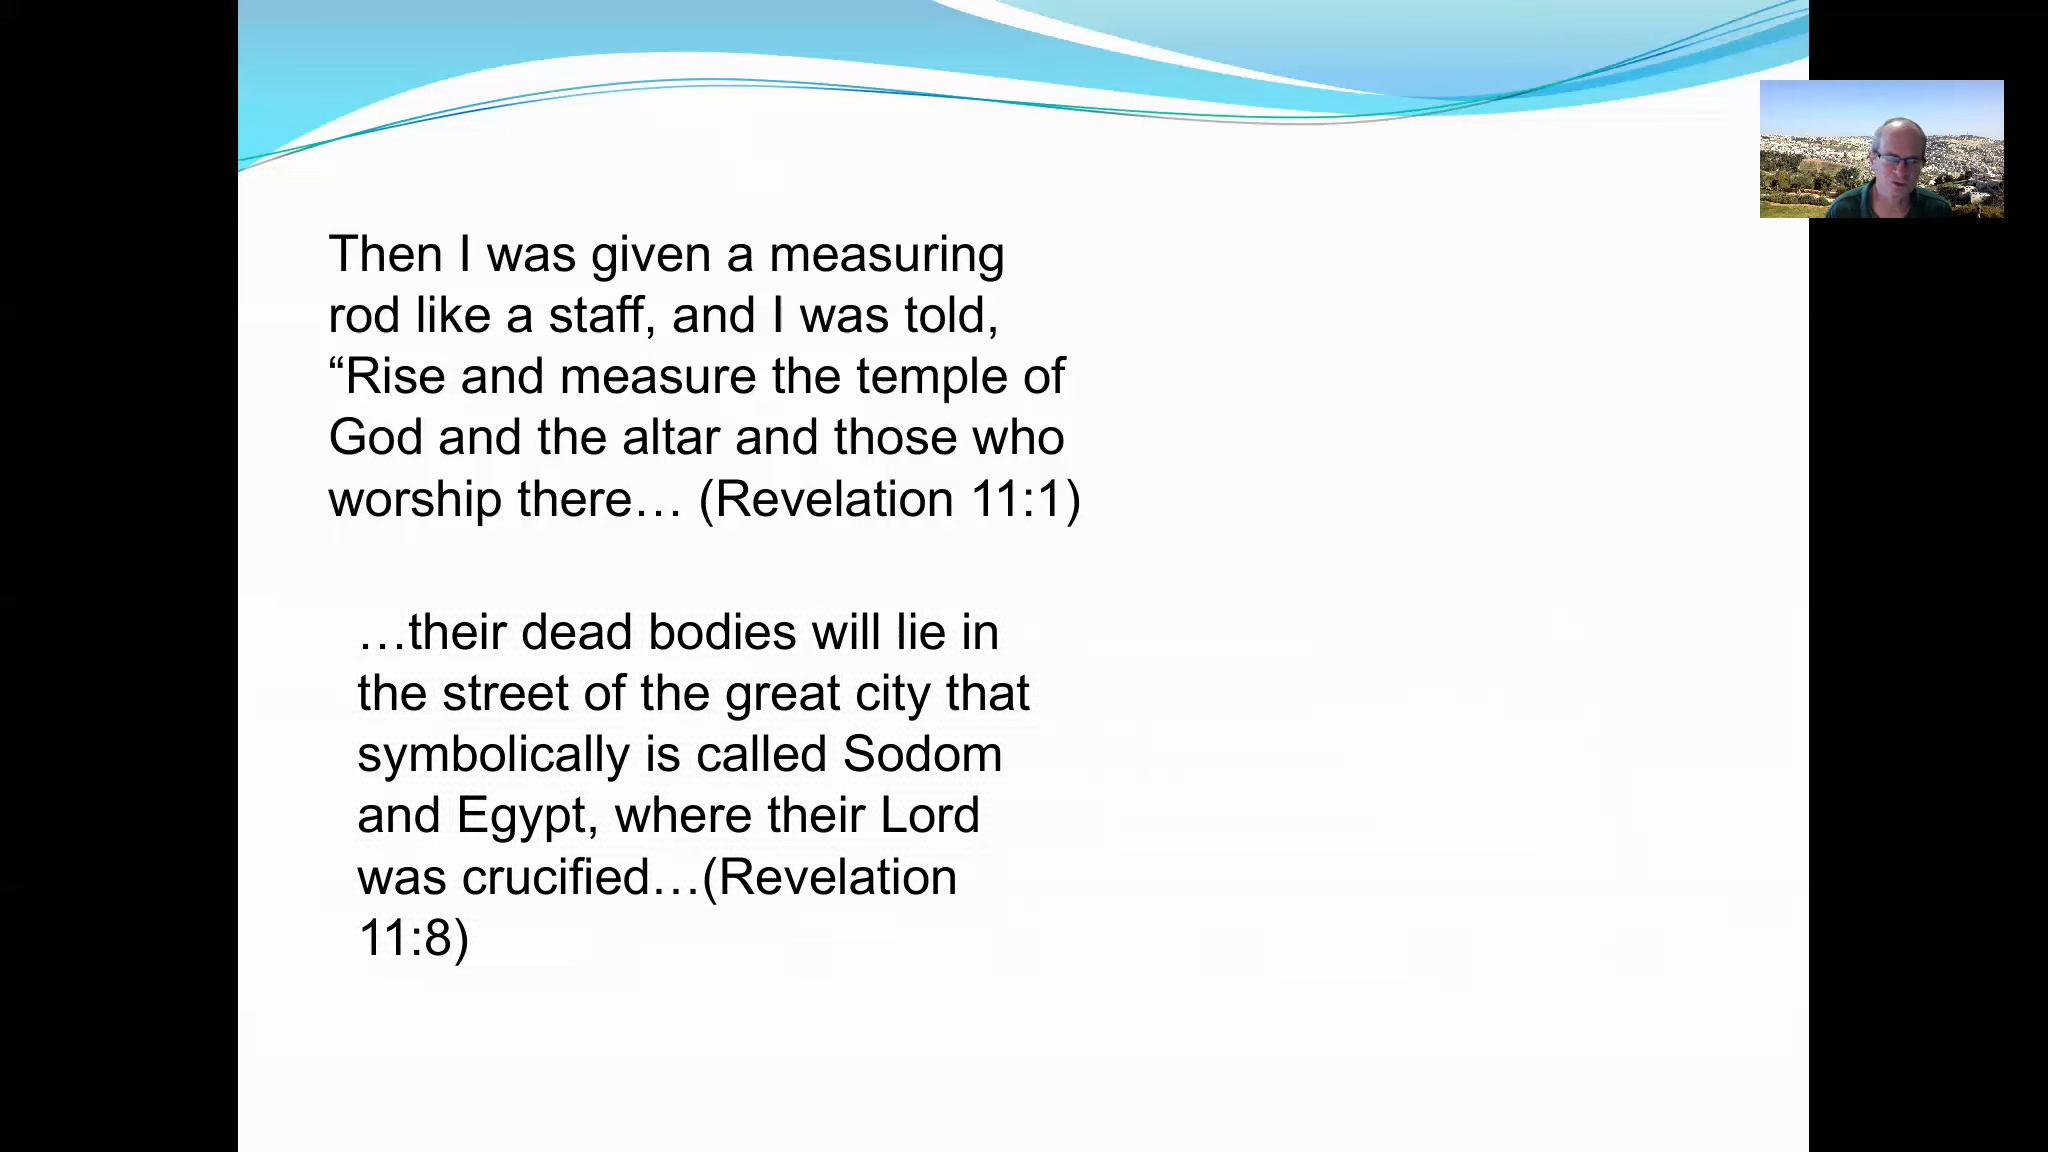 Then I was given a measuring
rod like a staff, and I was told,
“Rise and measure the temple of
God and the altar and those who
worship there… (Revelation 11:1)
…their dead bodies will lie in
the street of the great city that
symbolically is called Sodom
and Egypt, where their Lord
was crucified…(Revelation
11:8)